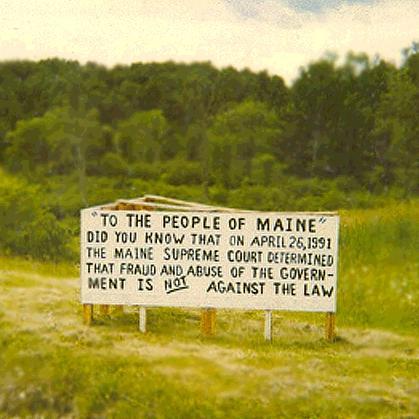 "TO THE PEOPLE OF MAINE"
DID YOU KNOW THAT ON APRIL 26,1991
THE MAINE SUPREME COURT DETERMINED
THAT FRAUD AND ABUSE OF THE GOVERN-
MENT IS NOT AGAINST THE LAW